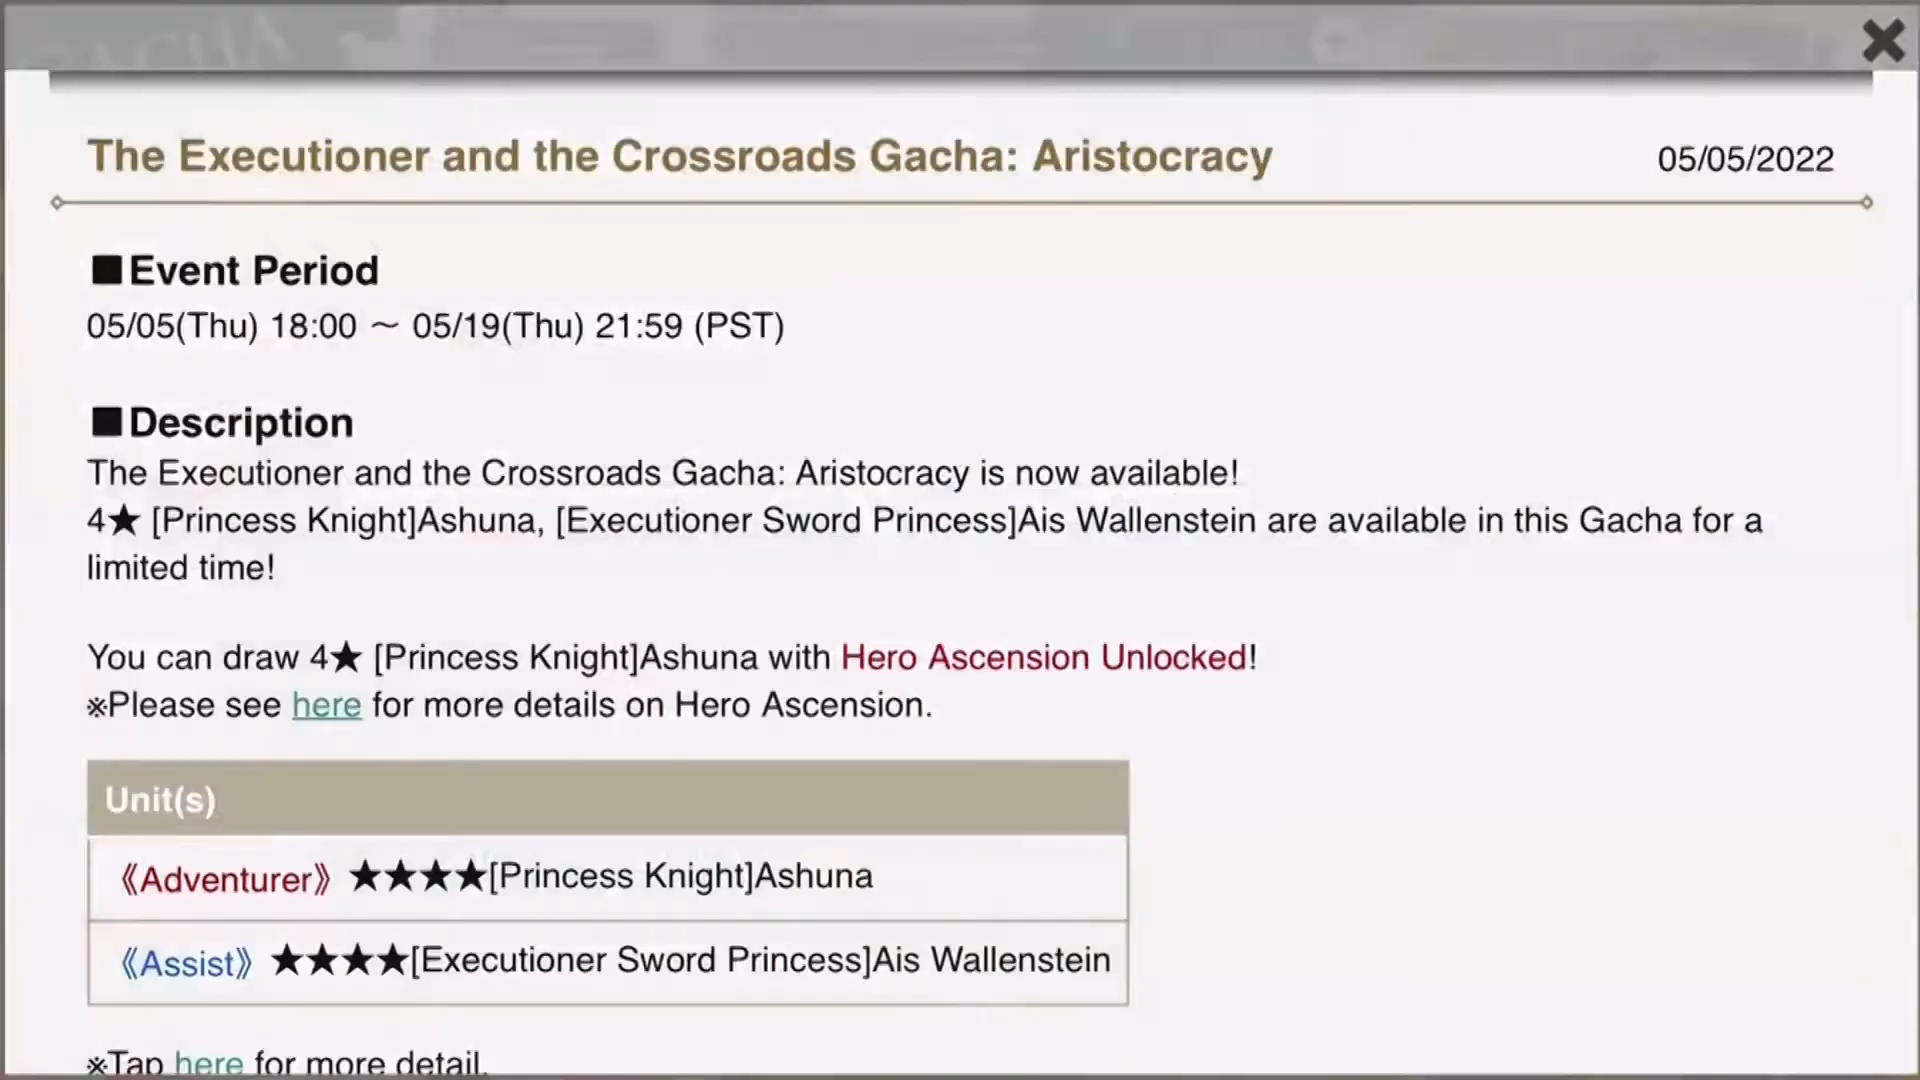 GACHA
The Executioner and the Crossroads Gacha: Aristocracy
05/05/2022
■Event Period
05/05(Thu) 18:00 ～ 05/19(Thu) 21:59 (PST)
■Description
The Executioner and the Crossroads Gacha: Aristocracy is now available!
4★ [Princess Knight]Ashuna, [Executioner Sword Princess]Ais Wallenstein are available in this Gacha for a
limited time!
You can draw 4★ [Princess Knight]Ashuna with Hero Ascension Unlocked!
※Please see here for more details on Hero Ascension.
Unit(s)
《Adventurer》 ★★★★[Princess Knight]Ashuna
《Assist》 ★★★★[Executioner Sword Princess]Ais Wallenstein
※Tap here for more detail.